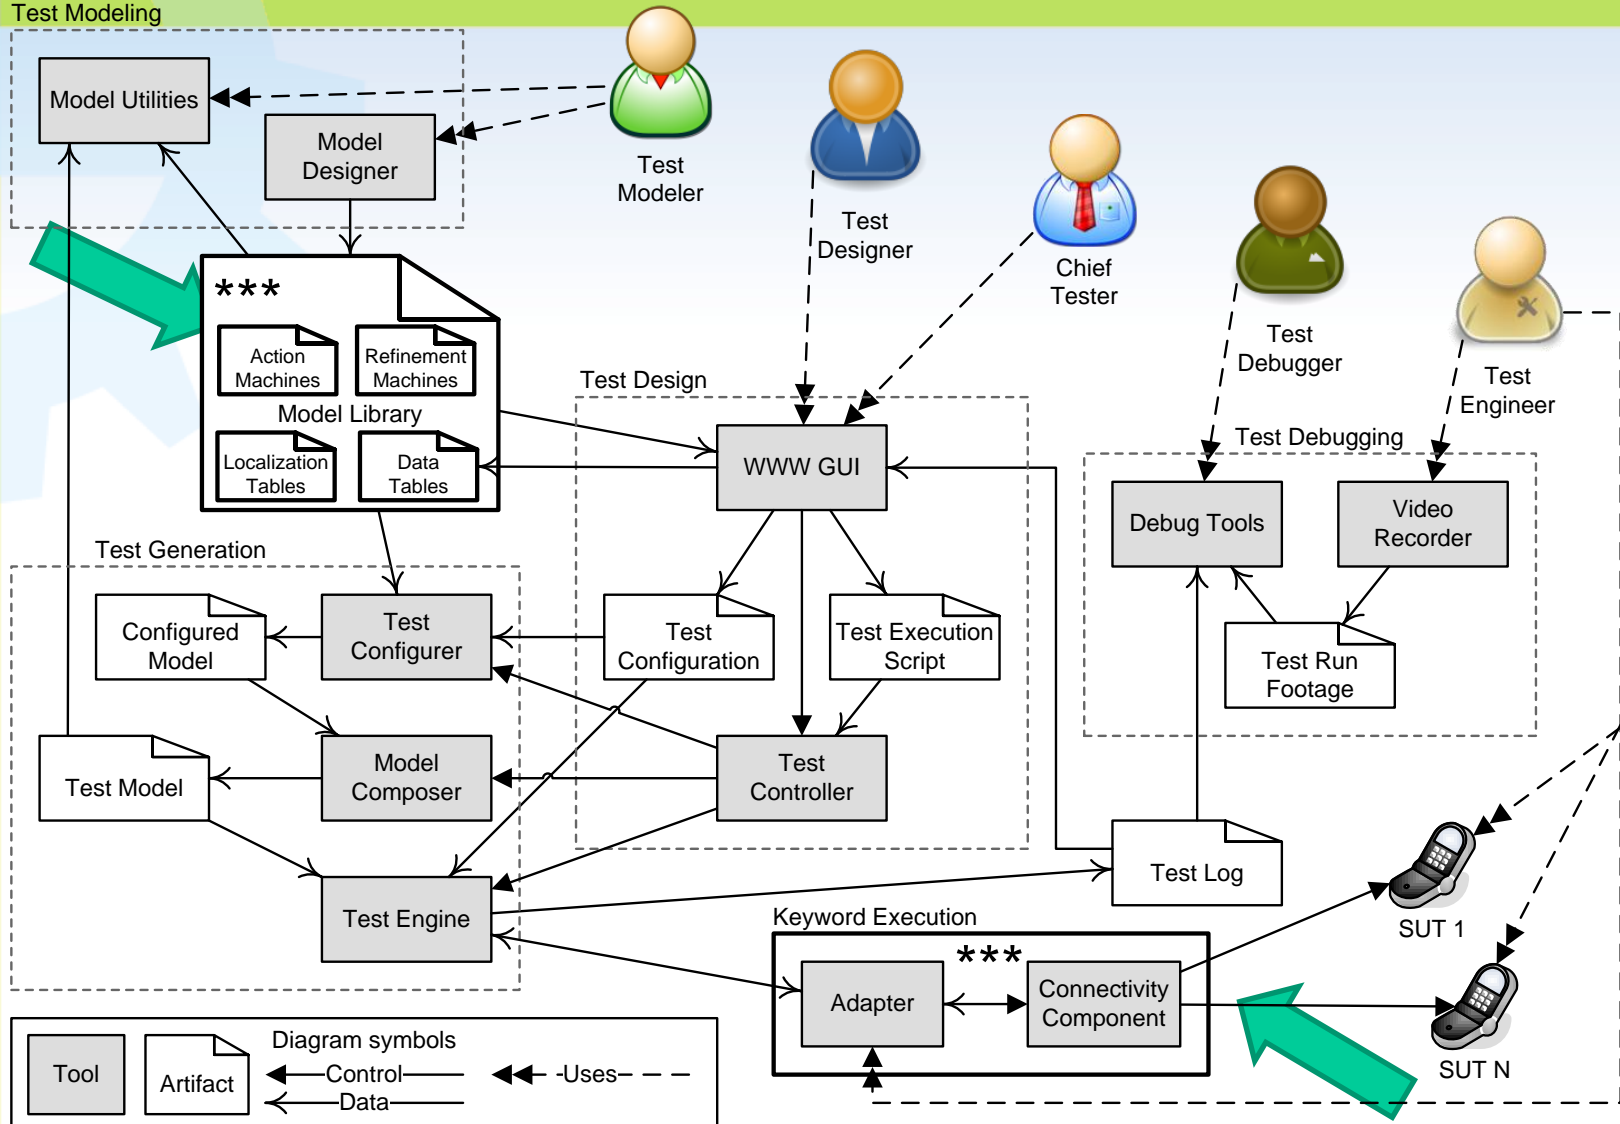 Test Modeling
Model Utilities
Model
Designer
Test
Modeler
Test
Designer
Chief
Tester
Test
Debugger
Test
Engineer
***
Action
Machines
Refinement
Machines
Model Library
Localization
Tables
Data
Tables
Test Design
WWW GUI
Test Debugging
Debug Tools
Video
Recorder
Test Generation
Configured
Model
Test
Configurer
Test
Configuration
Test Execution
Script
Test Run
Footage
Test Model
Model
Composer
Test
Controller
Test Engine
Test Log
Keyword Execution
***
Adapter
Connectivity
Component
SUT 1
SUT N
Diagram symbols
Tool
Artifact
Control
Data
Uses